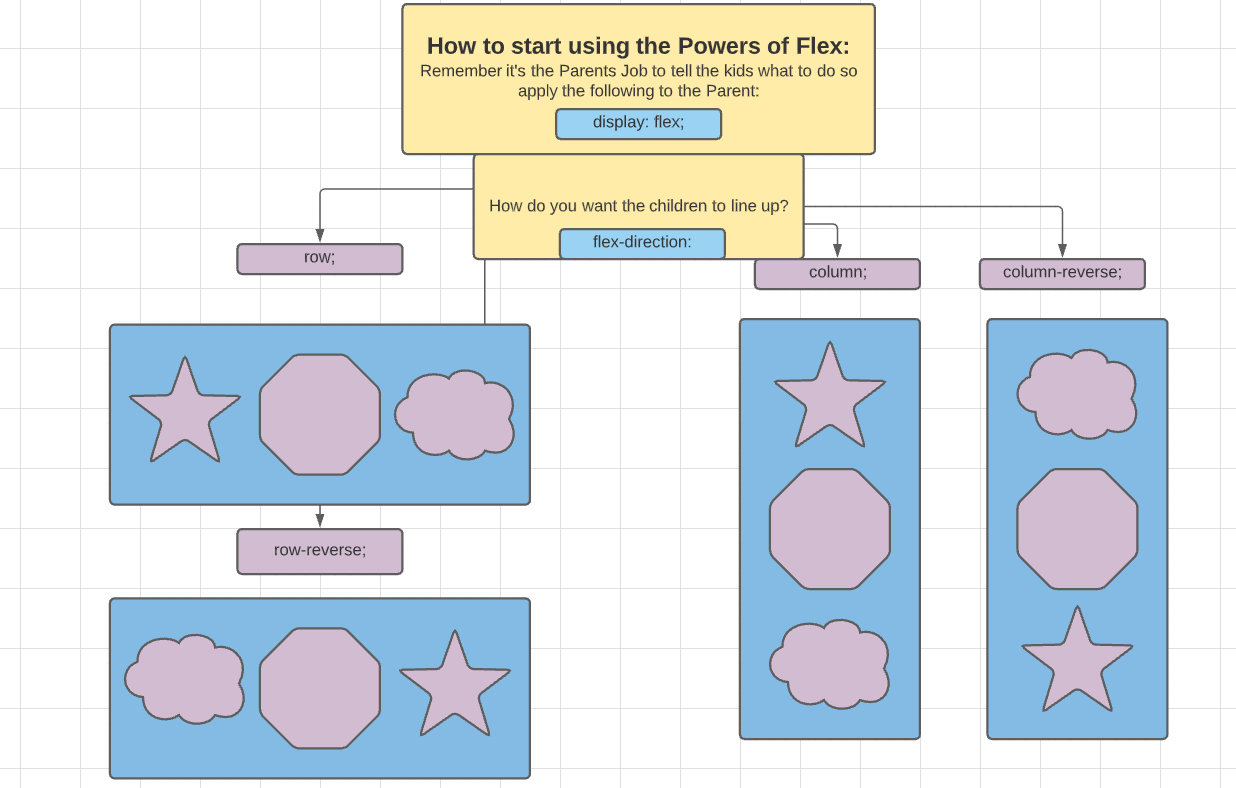 How to start using the Powers of Flex:
Remember it's the Parents Job to tell the kids what to do so
apply the following to the Parent:
display: flex;
How do you want the children to line up?
flex-direction:
row;
column;
column-reverse;
row-reverse;